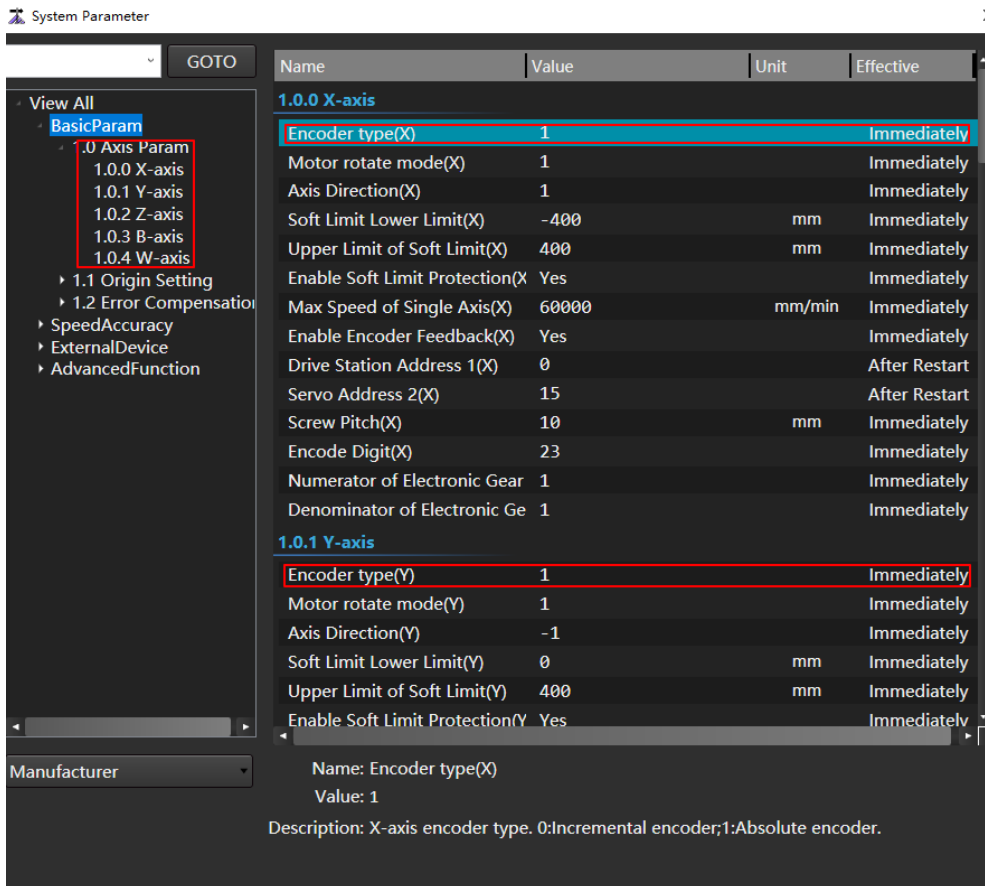 System Parameter
GOTO
View All
BasicParam
1.0 Axis Param
1.0.0 X-axis
1.0.1 Y-axis
1.0.2 Z-axis
1.0.3 B-axis
1.0.4 W-axis
1.1 Origin Setting
1.2 Error Compensation
SpeedAccuracy
ExternalDevice
AdvancedFunction
Manufacturer
Name Value Unit Effective
1.0.0 X-axis
Encoder type(X) 1 Immediately
Motor rotate mode(X) 1 Immediately
Axis Direction(X) 1 Immediately
Soft Limit Lower Limit(X) -400 mm Immediately
Upper Limit of Soft Limit(X) 400 mm Immediately
Enable Soft Limit Protection(X Yes Immediately
Max Speed of Single Axis(X) 60000 mm/min Immediately
Enable Encoder Feedback(X) Yes Immediately
Drive Station Address 1(X) 0 After Restart
Servo Address 2(X) 15 After Restart
Screw Pitch(X) 10 mm Immediately
Encode Digit(X) 23 Immediately
Numerator of Electronic Gear 1 Immediately
Denominator of Electronic Ge 1 Immediately
1.0.1 Y-axis
Encoder type(Y) 1 Immediately
Motor rotate mode(Y) 1 Immediately
Axis Direction(Y) -1 Immediately
Soft Limit Lower Limit(Y) 0 mm Immediately
Upper Limit of Soft Limit(Y) 400 mm Immediately
Enable Soft Limit Protection(Y Yes Immediately
Name: Encoder type(X)
Value: 1
Description: X-axis encoder type. 0:Incremental encoder;1:Absolute encoder.